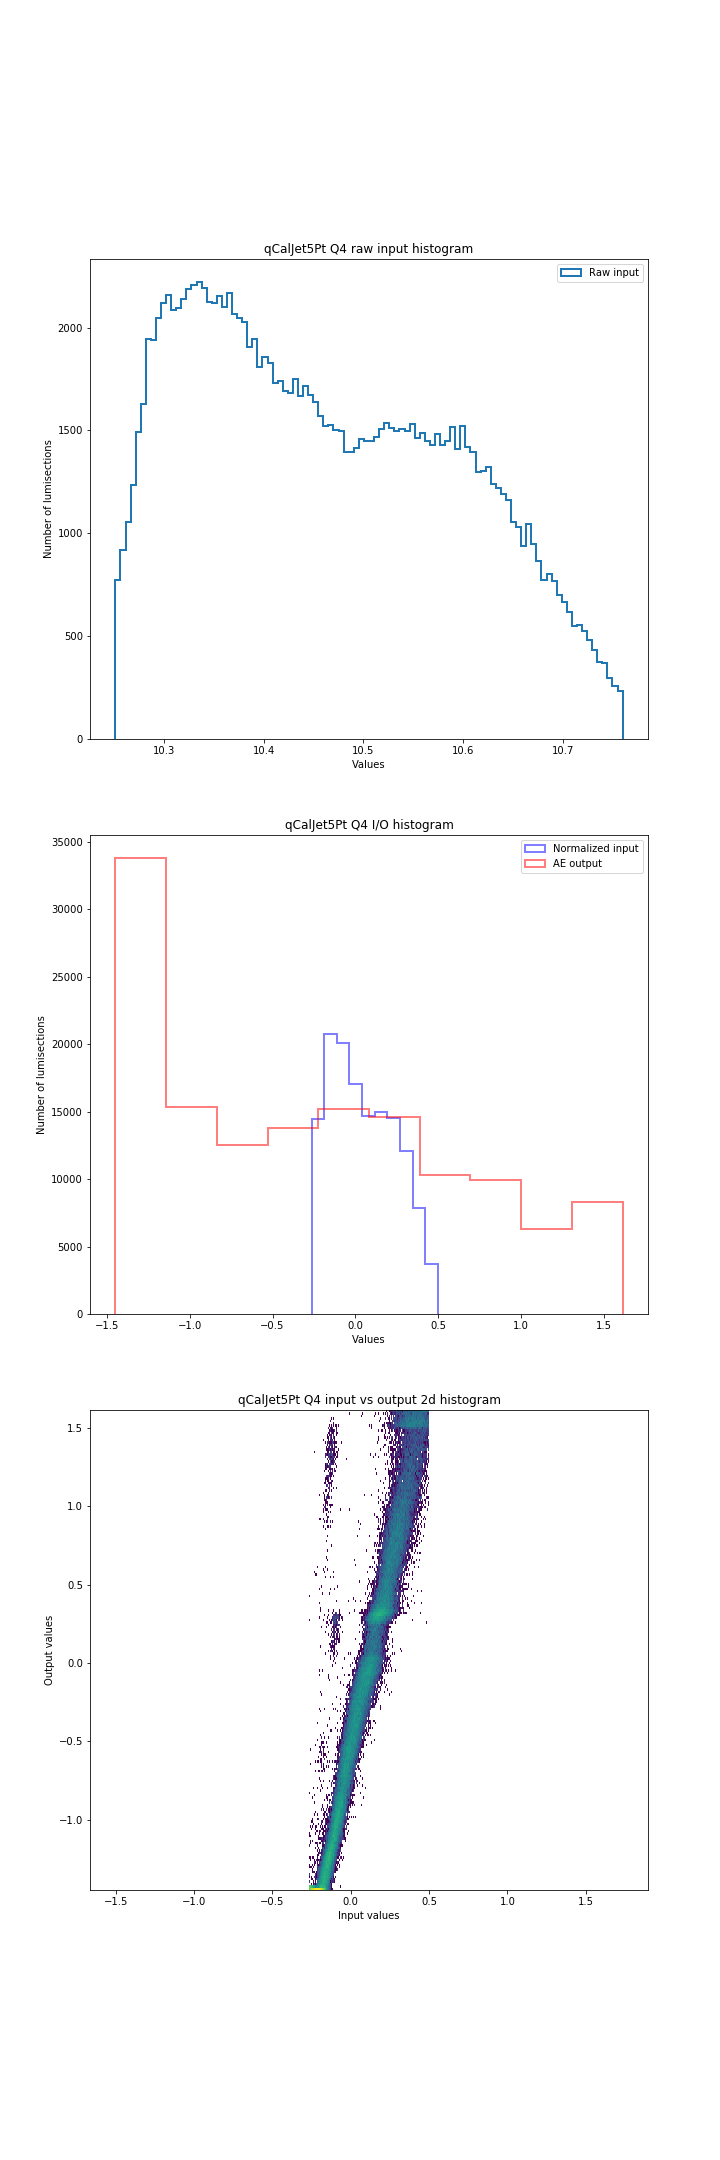 qCalJet5Pt Q4 raw input histogram
Raw input
2000
1500
1000
500
0
Number of lumisections
10.3 10.4 10.5 10.6 10.7
Values
qCalJet5Pt Q4 I/O histogram
Normalized input
AE output
35000
30000
25000
20000
15000
10000
5000
0
Number of lumisections
−1.5 −1.0 −0.5 0.0 0.5 1.0 1.5
Values
qCalJet5Pt Q4 input vs output 2d histogram
1.5
1.0
0.5
0.0
−0.5
−1.0
Output values
−1.5 −1.0 −0.5 0.0 0.5 1.0 1.5
Input values